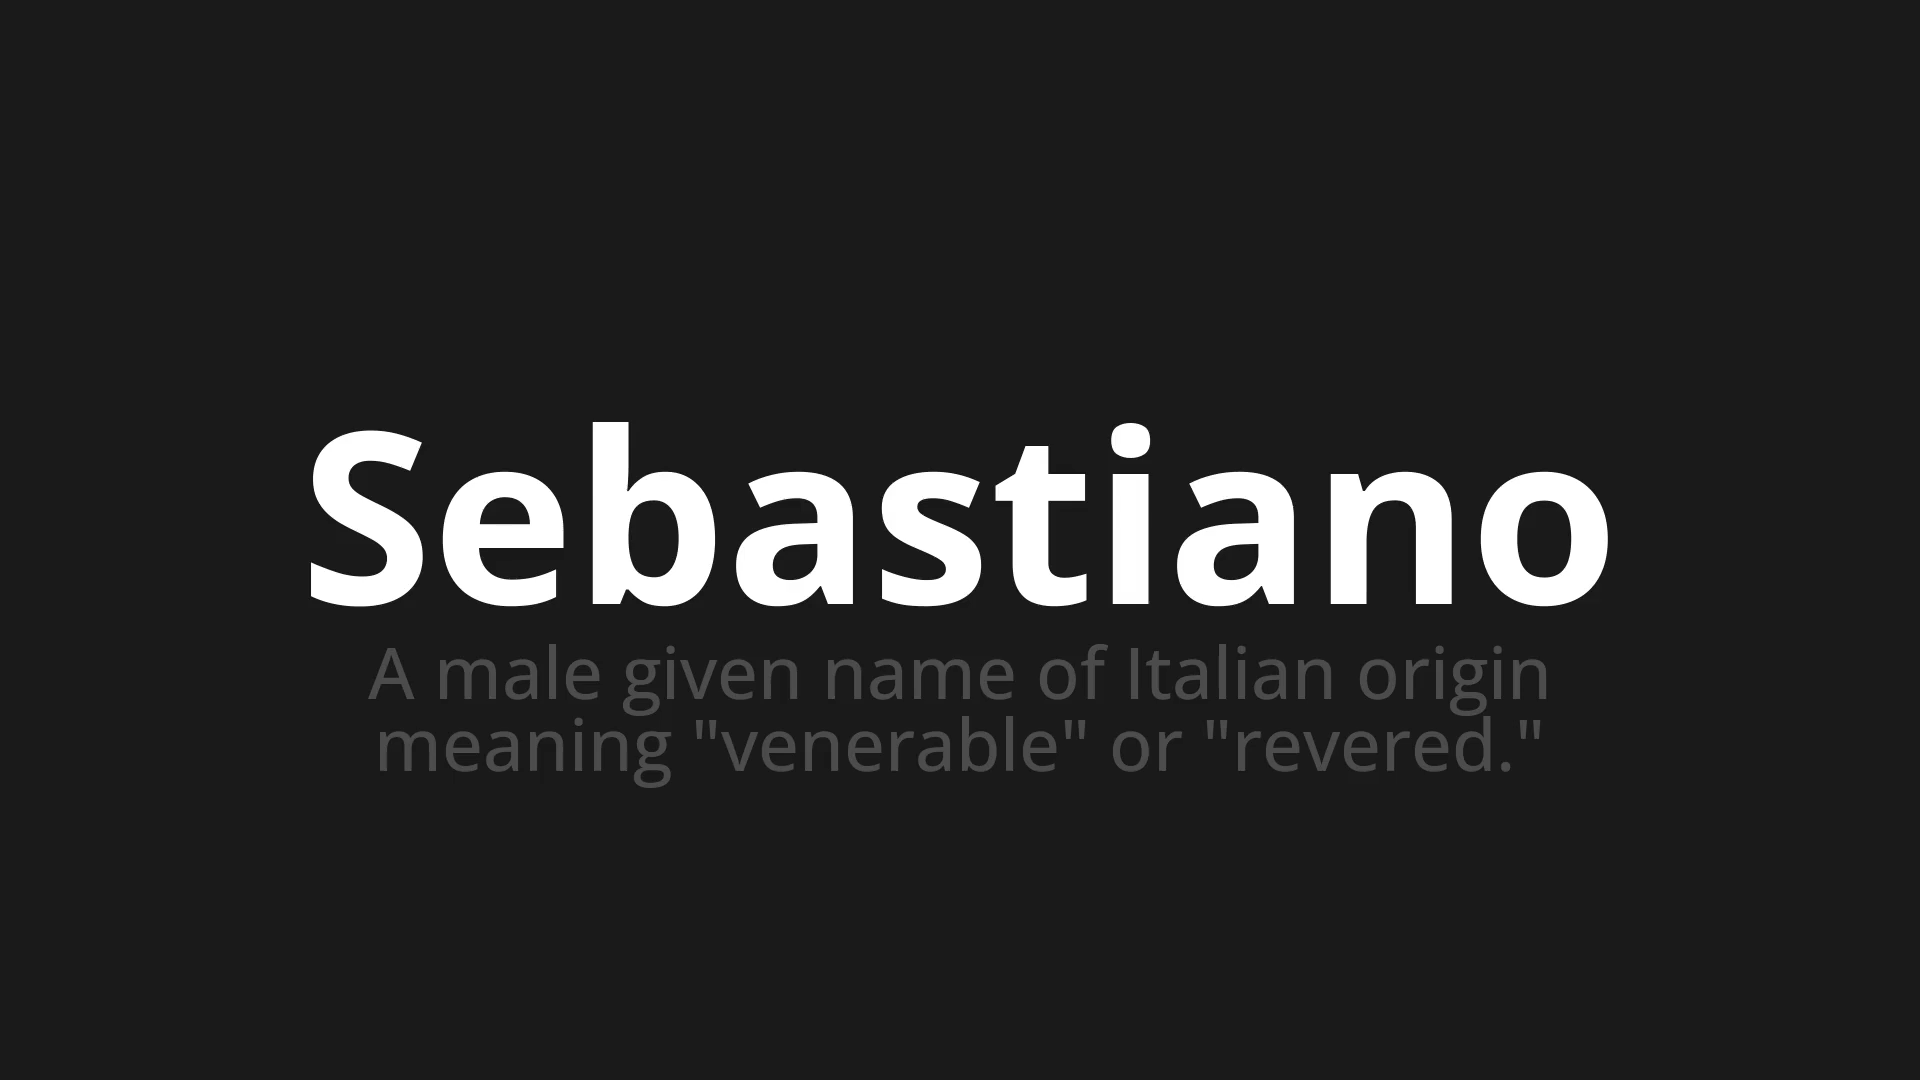 Sebastiano
A male given name of Italian origin
meaning "venerable" or "revered."